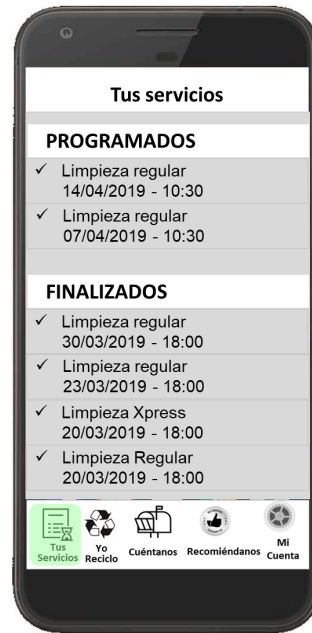 Tus servicios
PROGRAMADOS
✓ Limpieza regular
14/04/2019 - 10:30
✓ Limpieza regular
07/04/2019 - 10:30
FINALIZADOS
✓ Limpieza regular
30/03/2019 - 18:00
✓ Limpieza regular
23/03/2019 - 18:00
✓ Limpieza Xpress
20/03/2019 - 18:00
✓ Limpieza Regular
20/03/2019 - 18:00
Tus
Servicios
Yo
Reciclo
Cuéntanos
Recomiéndanos
Mi
Cuenta